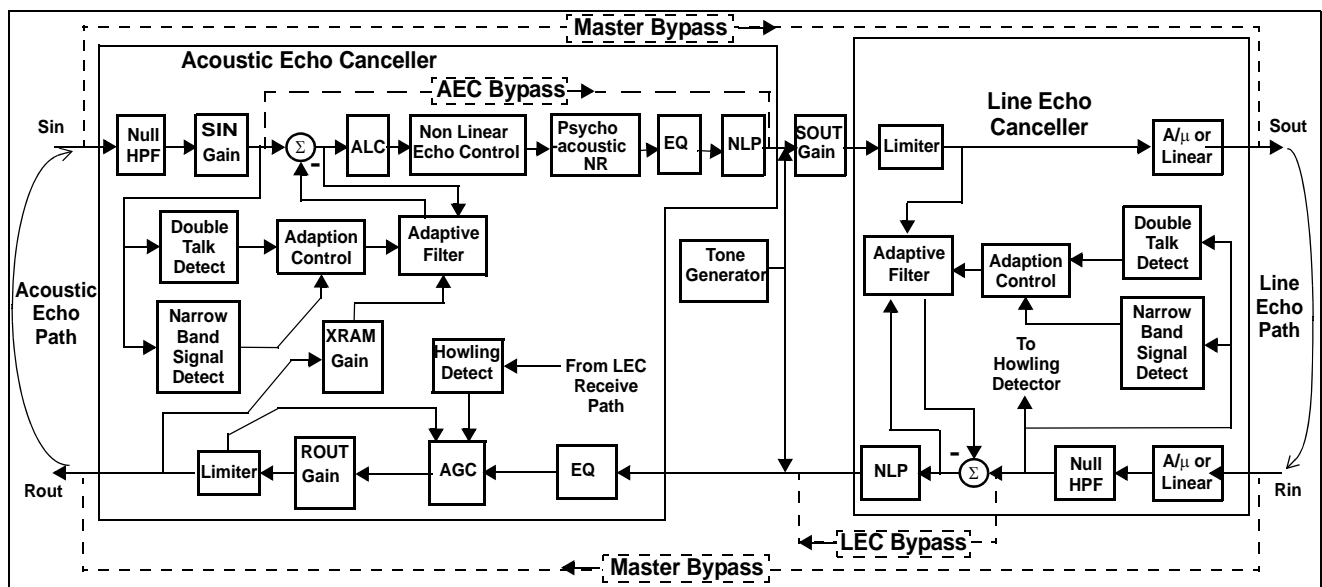 Master Bypass
Acoustic Echo Canceller
AEC Bypass
Line Echo
Canceller
Sin
Null
HPF
SIN
Gain
Σ
-
ALC
Non Linear
Echo Control
Psycho
-acoustic
NR
EQ
NLP
SOUT
Gain
Limiter
A/μ or
Linear
Sout
Double
Talk
Detect
Adaption
Control
Adaptive
Filter
Tone
Generator
Adaptive
Filter
Adaption
Control
Double
Talk
Detect
Acoustic
Echo
Path
Line
Echo
Path
Narrow
Band
Signal
Detect
XRAM
Gain
Howling
Detect
From LEC
Receive
Path
To
Howling
Detector
Narrow
Band
Signal
Detect
Rout
Limiter
ROUT
Gain
AGC
EQ
NLP
-
Σ
Null
HPF
A/μ or
Linear
Rin
LEC Bypass
Master Bypass